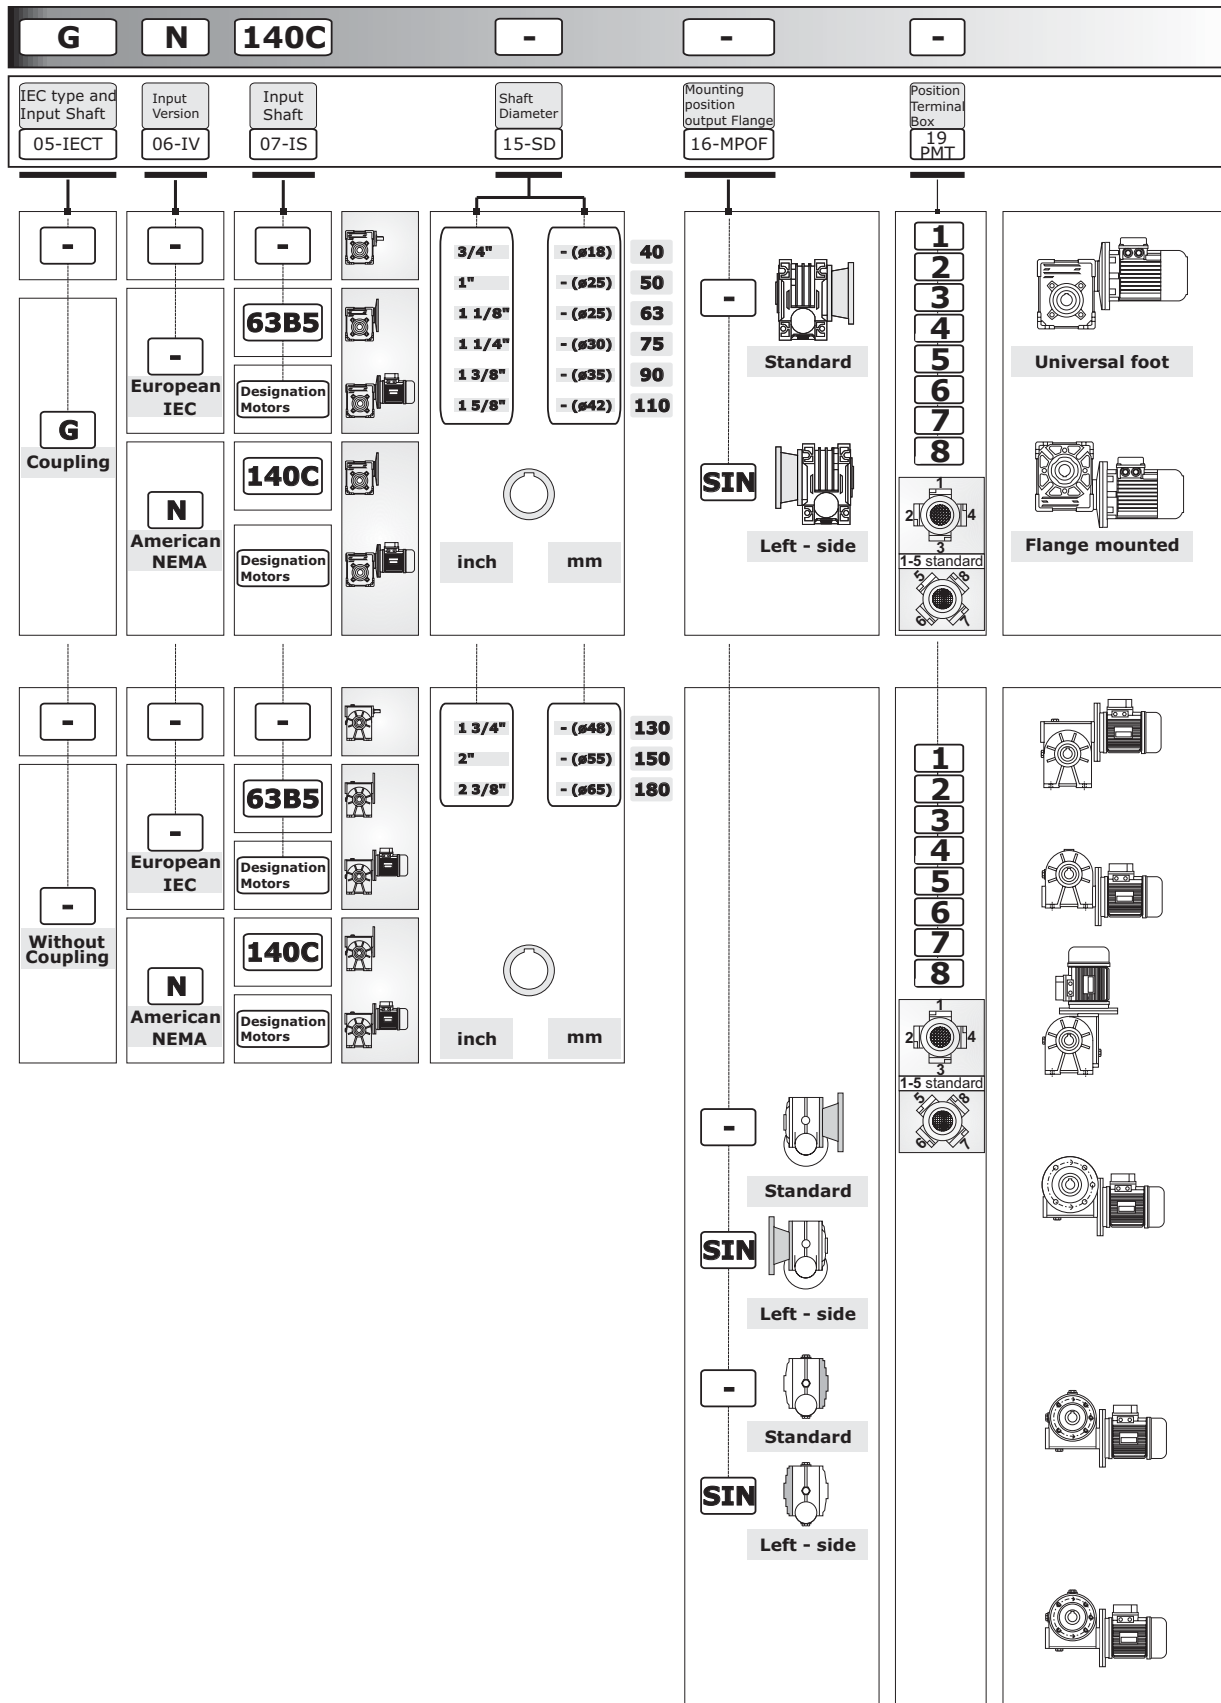 G N 140C - - -
IEC type and
Input Shaft
05-IECT
Input
Version
06-IV
Input
Shaft
07-IS
Shaft
Diameter
15-SD
Mounting
position
output Flange
16-MPOF
Position
Terminal
Box
19
PMT
-
G
Coupling
-
-
European
IEC
N
American
NEMA
-
63B5
Designation
Motors
140C
Designation
Motors
3/4" - (ø18) 40
1" - (ø25) 50
1 1/8" - (ø25) 63
1 1/4" - (ø30) 75
1 3/8" - (ø35) 90
1 5/8" - (ø42) 110
inch mm
-
Standard
SIN
Left - side
1
2
3
4
5
6
7
8
1
2 4
3
1-5 standard
5 8
6 7
Universal foot
Flange mounted
-
-
Without
Coupling
-
-
European
IEC
N
American
NEMA
-
63B5
Designation
Motors
140C
Designation
Motors
1 3/4" - (ø48) 130
2" - (ø55) 150
2 3/8" - (ø65) 180
inch mm
-
Standard
SIN
Left - side
-
Standard
SIN
Left - side
1
2
3
4
5
6
7
8
1
2 4
3
1-5 standard
5 8
6 7